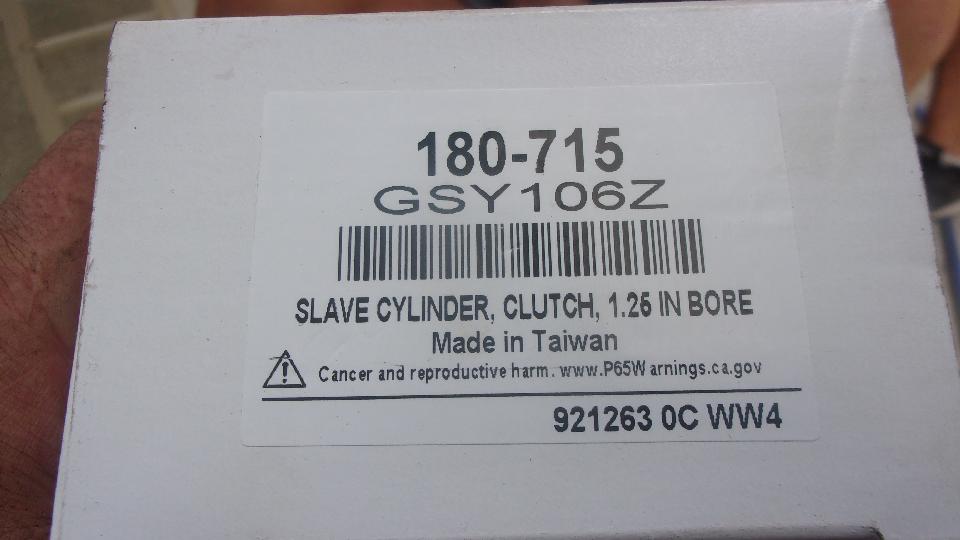 180-715
GSY106Z
SLAVE CYLINDER, CLUTCH, 1.25 IN BORE
Made in Taiwan
Cancer and reproductive harm. www.P65Warnings.ca.gov
921263 0C WW4